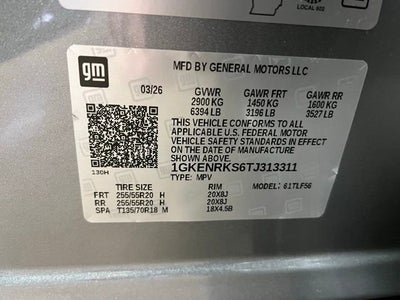 LOCAL 602
gm
MFD BY GENERAL MOTORS LLC
03/26 GVWR GAWR FRT GAWR RR
2900 KG 1450 KG 1600 KG
6394 LB 3196 LB 3527 LB
THIS VEHICLE CONFORMS TO ALL
APPLICABLE U.S. FEDERAL MOTOR
VEHICLE SAFETY STANDARDS IN EFFECT
ON THE DATE OF MANUFACTURE
SHOWN ABOVE.
1GKENRKS6TJ313311
TYPE: MPV
130H
TIRE SIZE RIM MODEL: 61TLF56
FRT 255/55R20 H 20X8J
RR 255/55R20 H 20X8J
SPA T135/70R18 M 18X4.5B